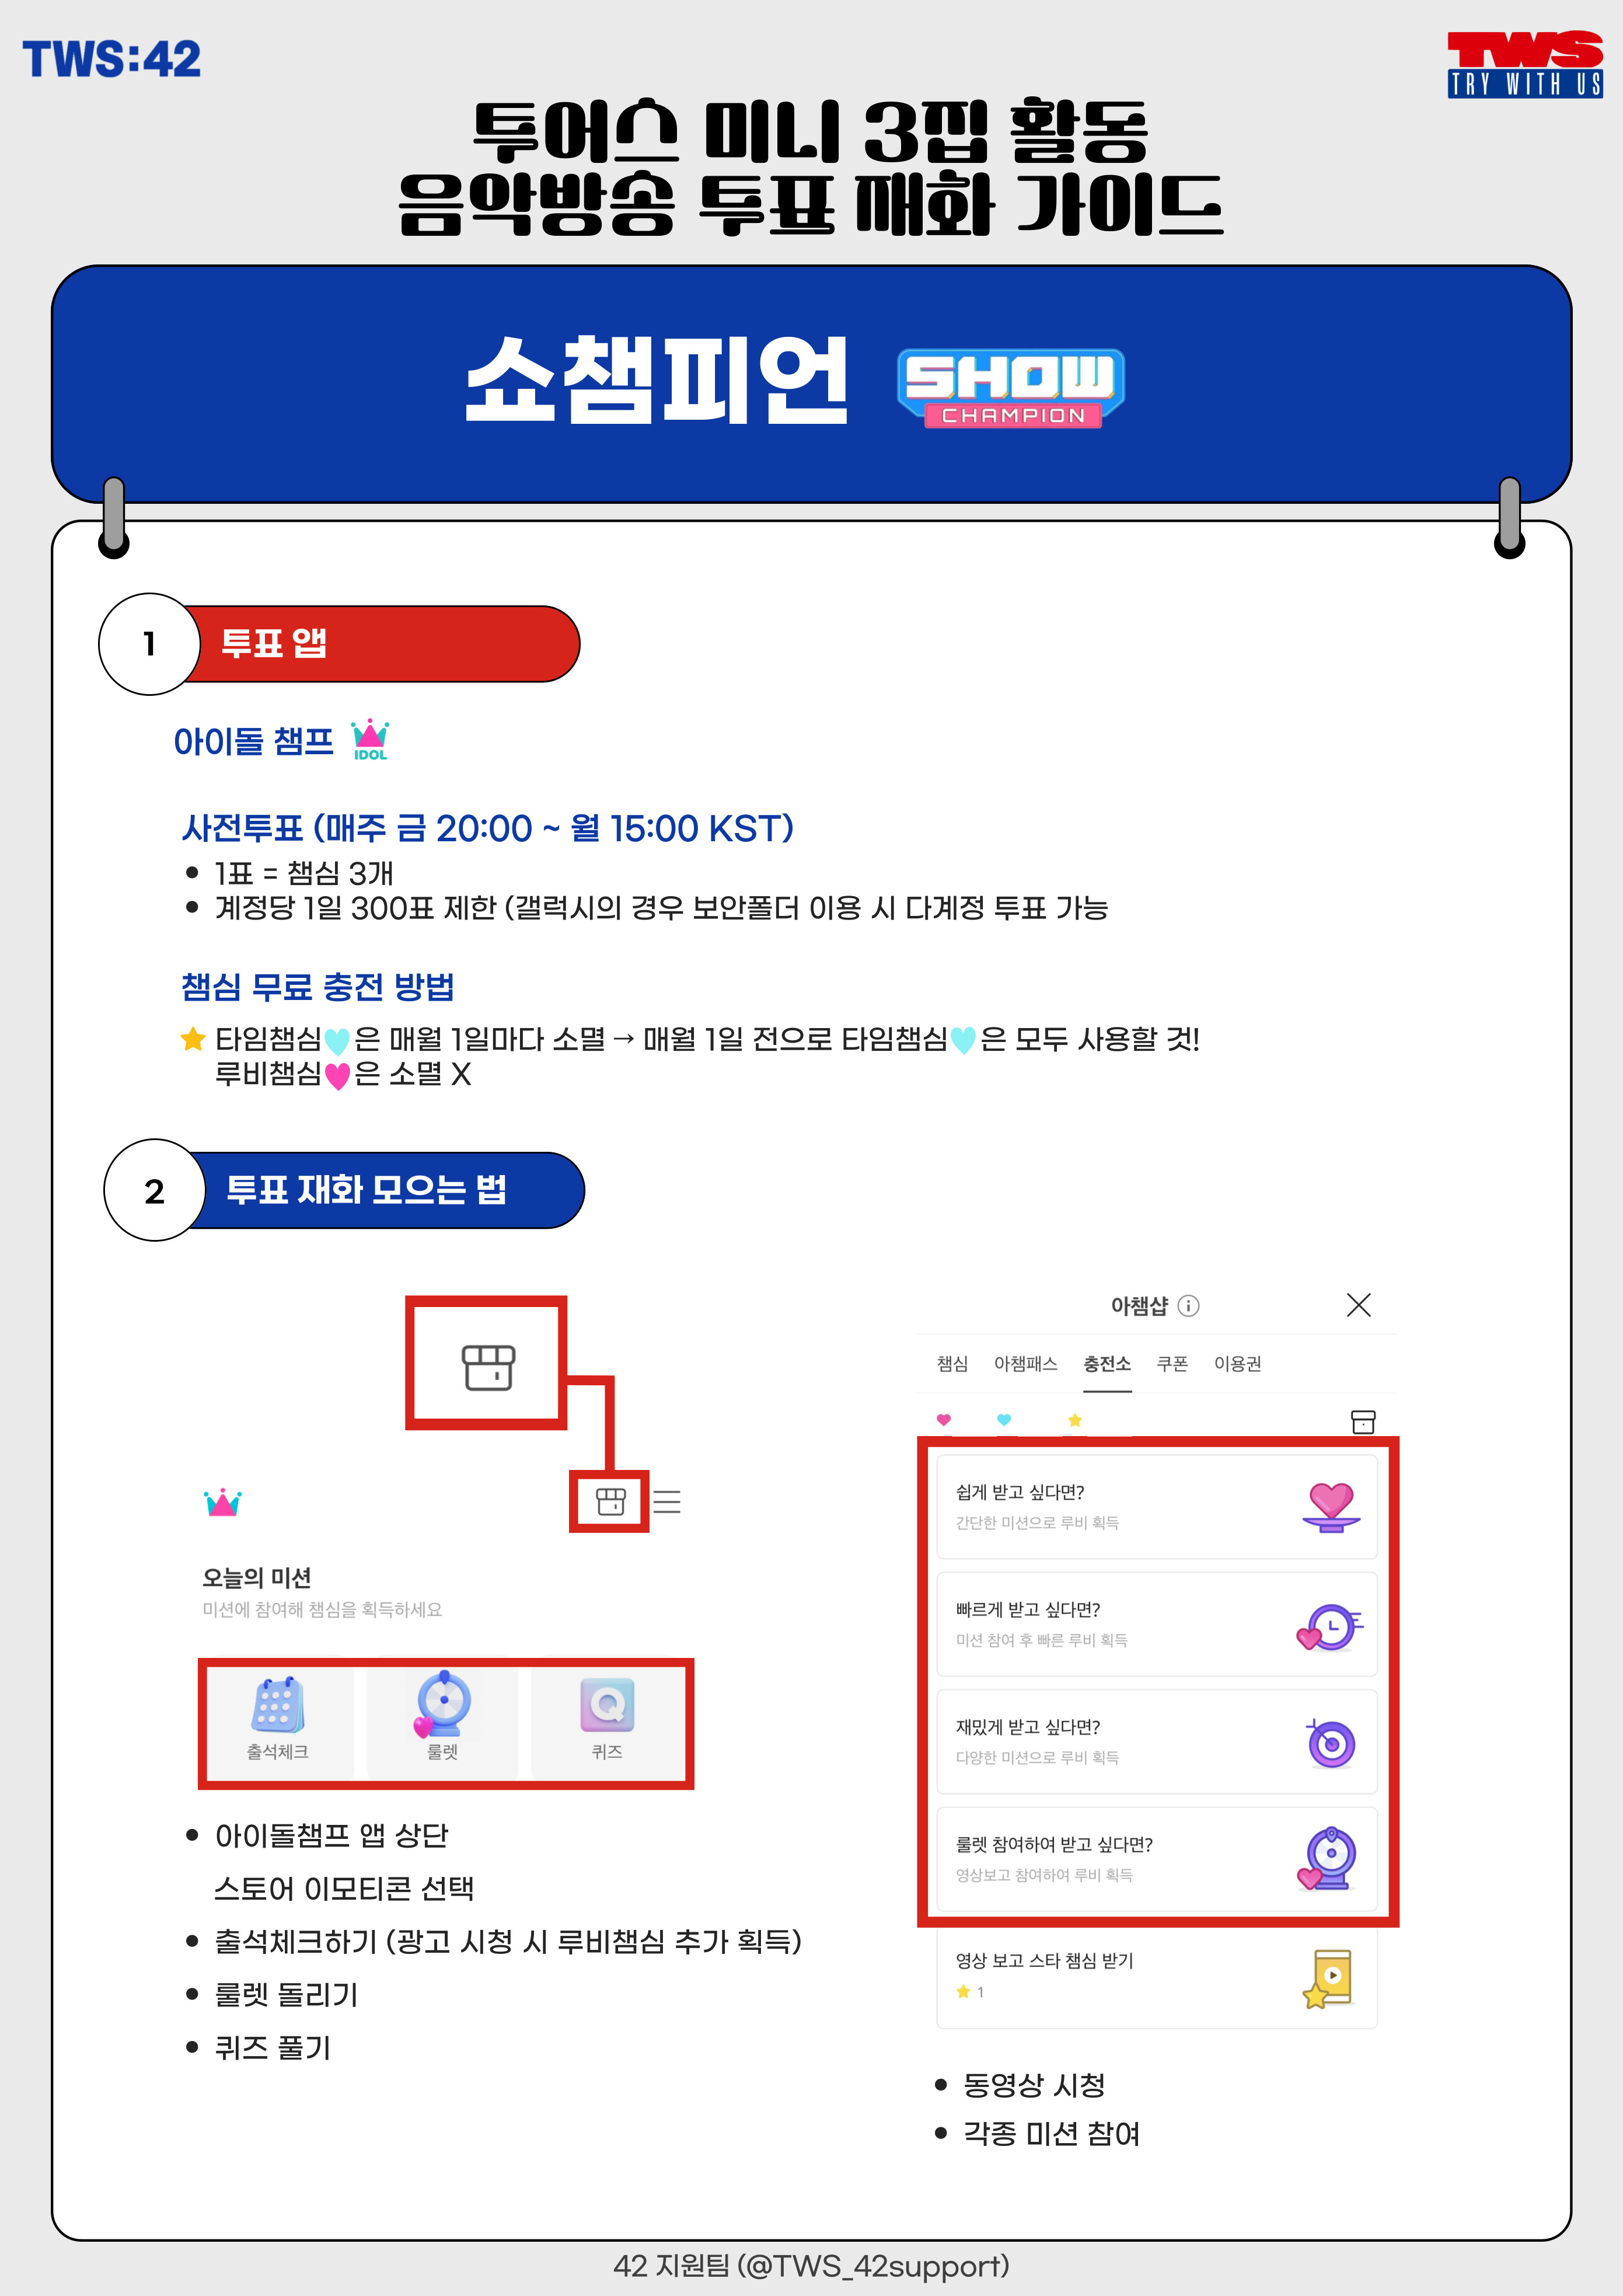 TWS:42
TWS
TRY WITH US
투어스 미니 3집 활동
음악방송 투표 재화 가이드
쇼챔피언
SHOW
CHAMPION
1
투표 앱
아이돌 챔프
IDOL
사전투표 (매주 금 20:00 ~ 월 15:00 KST)
• 1표 = 챔심 3개
• 계정당 1일 300표 제한 (갤럭시의 경우 보안폴더 이용 시 다계정 투표 가능
챔심 무료 충전 방법
타임챔심은 매월 1일마다 소멸 → 매월 1일 전으로 타임챔심은 모두 사용할 것!
루비챔심은 소멸 X
2
투표 재화 모으는 법
오늘의 미션
미션에 참여해 챔심을 획득하세요
출석체크 룰렛 퀴즈
• 아이돌챔프 앱 상단
스토어 이모티콘 선택
• 출석체크하기 (광고 시청 시 루비챔심 추가 획득)
• 룰렛 돌리기
• 퀴즈 풀기
아챔샵
챔심 아챔패스 충전소 쿠폰 이용권
쉽게 받고 싶다면?
간단한 미션으로 루비 획득
빠르게 받고 싶다면?
미션 참여 후 빠른 루비 획득
재밌게 받고 싶다면?
다양한 미션으로 루비 획득
룰렛 참여하여 받고 싶다면?
영상보고 참여하여 루비 획득
영상 보고 스타 챔심 받기
1
• 동영상 시청
• 각종 미션 참여
42 지원팀 (@TWS_42support)